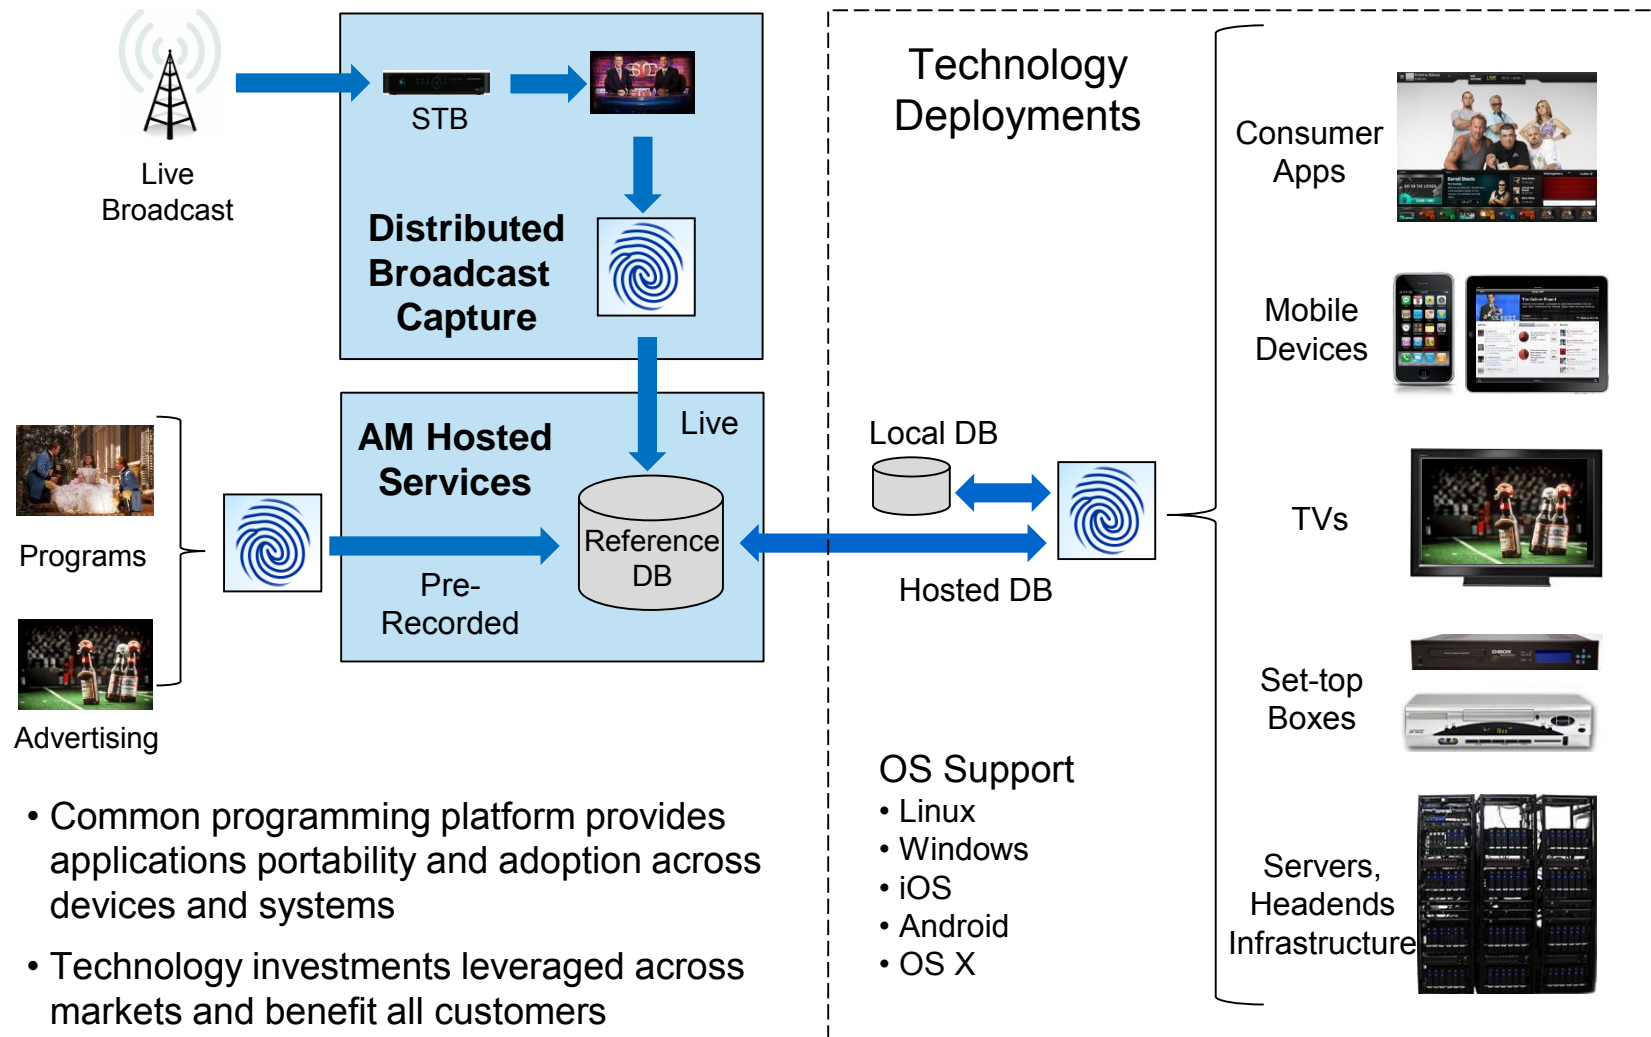 Live
Broadcast
STB
Distributed
Broadcast
Capture
AM Hosted
Services
Live
Programs
Advertising
Pre-
Recorded
Reference
DB
• Common programming platform provides
applications portability and adoption across
devices and systems
• Technology investments leveraged across
markets and benefit all customers
Technology
Deployments
Local DB
Hosted DB
OS Support
• Linux
• Windows
• iOS
• Android
• OS X
Consumer
Apps
Mobile
Devices
TVs
Set-top
Boxes
Servers,
Headends
Infrastructure